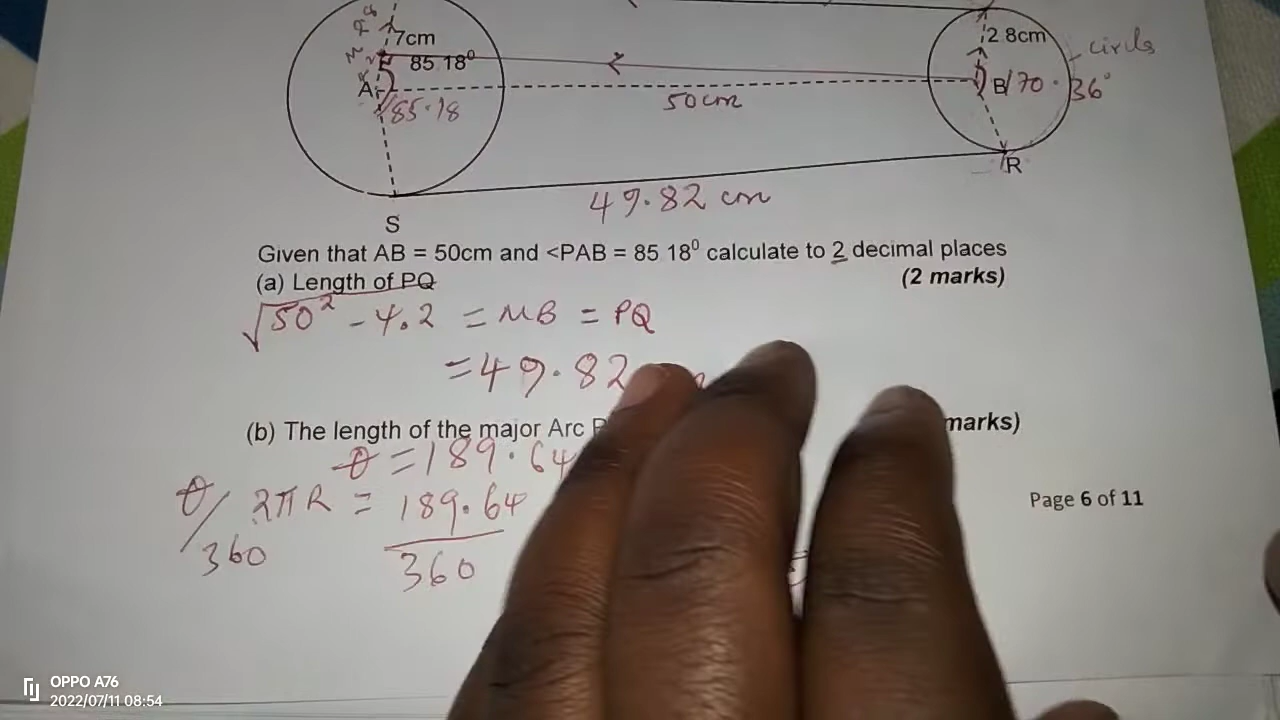 7cm
2 8cm
circls
85 18⁰
A
B
170.36°
85.18
50cm
R
49.82 cm
S
Given that AB = 50cm and <PAB = 85 18⁰ calculate to 2 decimal places
(a) Length of PQ
(2 marks)
√50² - 4.2 = MB = PQ
= 49.82
(b) The length of the major Arc
marks)
θ = 189.64
θ/360 2πR = 189.64/360
Page 6 of 11
OPPO A76
2022/07/11 08:54